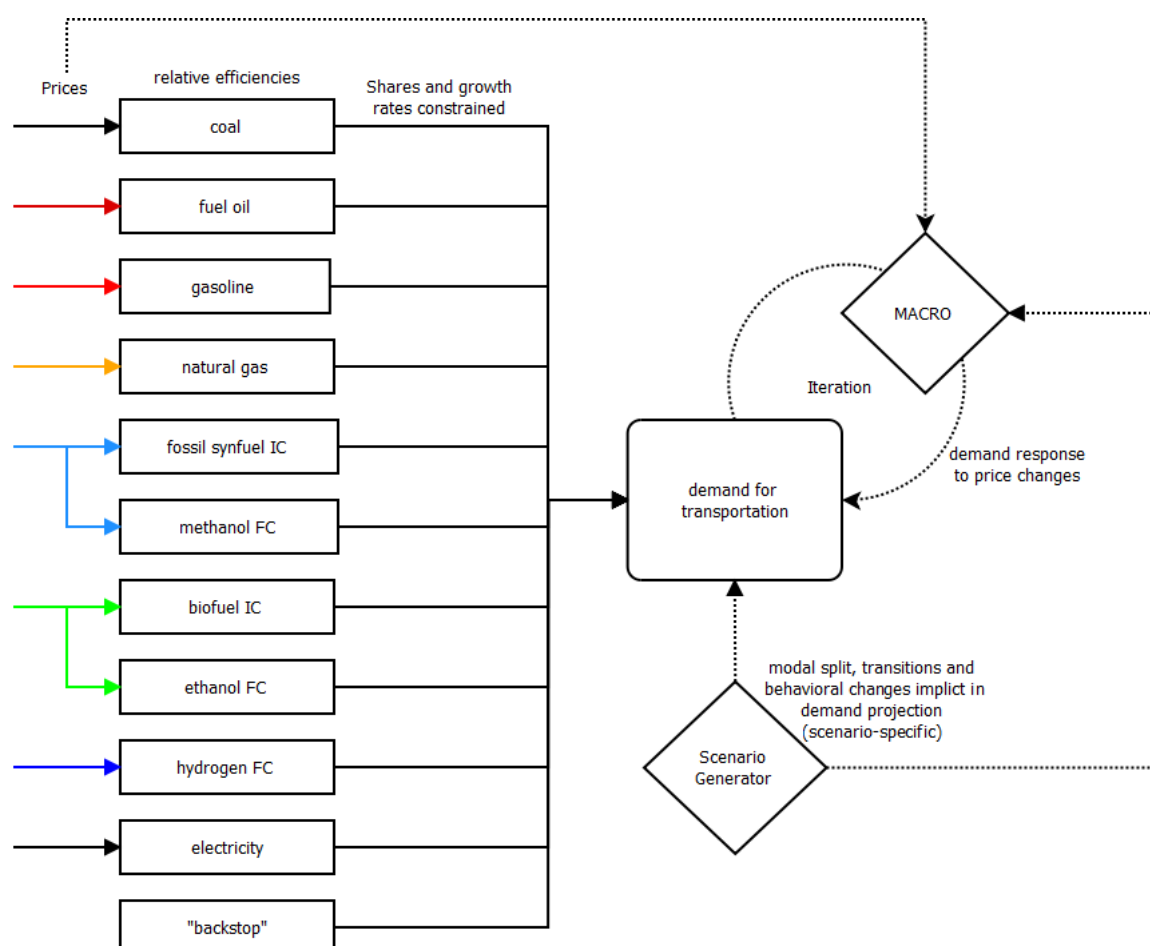 Prices
relative efficiencies
Shares and growth
rates constrained
coal
fuel oil
gasoline
natural gas
fossil synfuel IC
methanol FC
biofuel IC
ethanol FC
hydrogen FC
electricity
"backstop"
MACRO
Iteration
demand response
to price changes
demand for
transportation
modal split, transitions and
behavioral changes implict in
demand projection
(scenario-specific)
Scenario
Generator